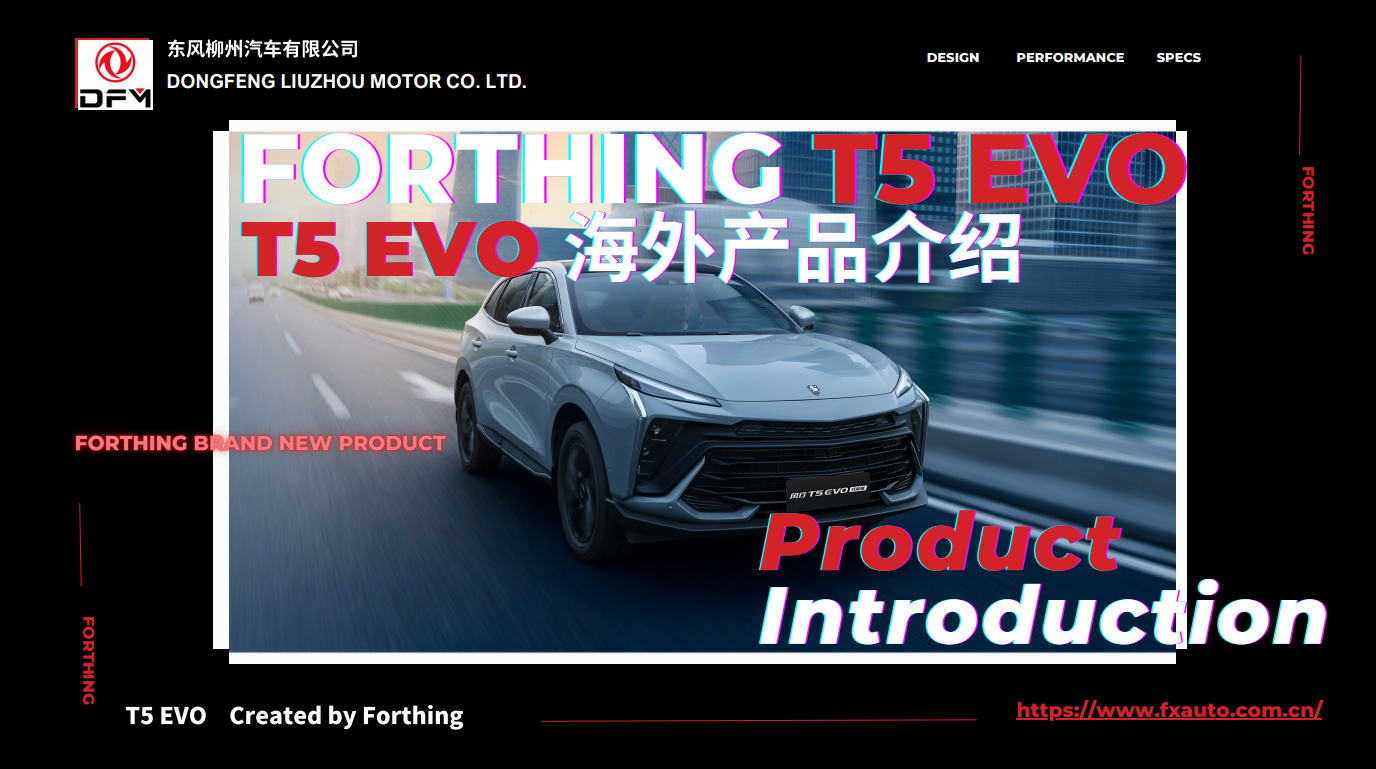 东风柳州汽车有限公司
DFM
DONGFENG LIUZHOU MOTOR CO. LTD.
DESIGN PERFORMANCE SPECS
FORTHING
FORTHING T5 EVO
T5 EVO 海外产品介绍
FORTHING BRAND NEW PRODUCT
T5 EVO
Product
Introduction
FORTHING
T5 EVO Created by Forthing
https://www.fxauto.com.cn/